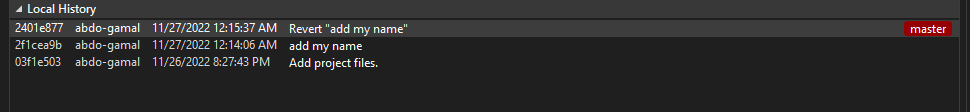 Local History
2401e877 abdo-gamal 11/27/2022 12:15:37 AM Revert "add my name" master
2f1cea9b abdo-gamal 11/27/2022 12:14:06 AM add my name
03f1e503 abdo-gamal 11/26/2022 8:27:43 PM Add project files.